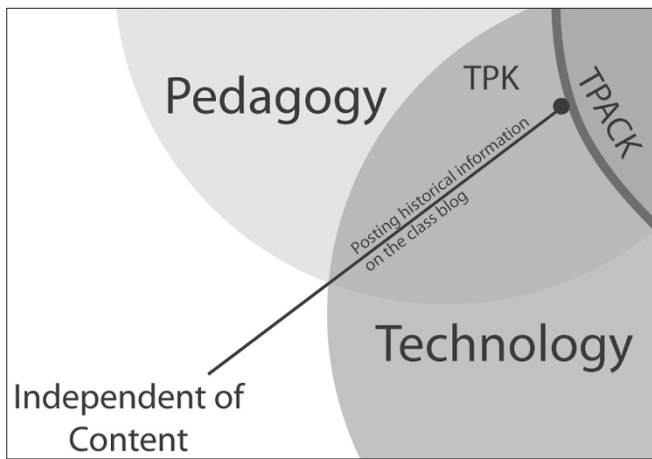 Pedagogy
TPK
TPACK
Posting historical information
on the class blog
Technology
Independent of
Content